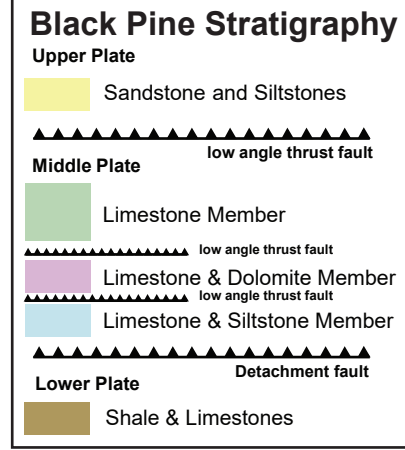 Black Pine Stratigraphy
Upper Plate
Sandstone and Siltstones
low angle thrust fault
Middle Plate
Limestone Member
low angle thrust fault
Limestone & Dolomite Member
low angle thrust fault
Limestone & Siltstone Member
Detachment fault
Lower Plate
Shale & Limestones